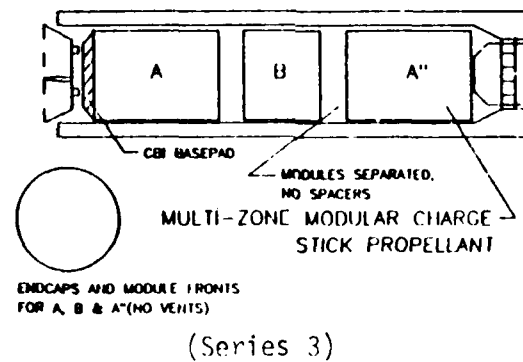 A B A"
CBI BASEPAD
MODULES SEPARATED,
NO SPACERS
MULTI-ZONE MODULAR CHARGE
STICK PROPELLANT
ENDCAPS AND MODULE FRONTS
FOR A, B & A"(NO VENTS)
(Series 3)